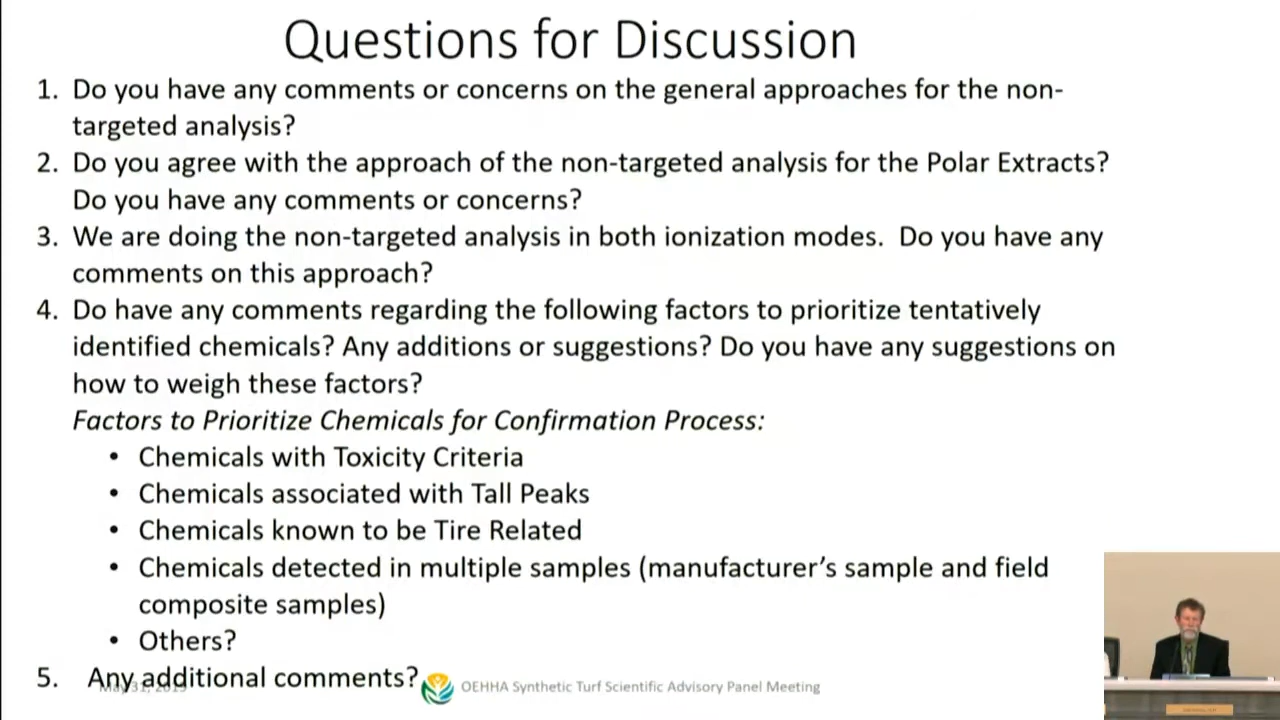 Questions for Discussion
1. Do you have any comments or concerns on the general approaches for the non-
targeted analysis?
2. Do you agree with the approach of the non-targeted analysis for the Polar Extracts?
Do you have any comments or concerns?
3. We are doing the non-targeted analysis in both ionization modes. Do you have any
comments on this approach?
4. Do have any comments regarding the following factors to prioritize tentatively
identified chemicals? Any additions or suggestions? Do you have any suggestions on
how to weigh these factors?
Factors to Prioritize Chemicals for Confirmation Process:
• Chemicals with Toxicity Criteria
• Chemicals associated with Tall Peaks
• Chemicals known to be Tire Related
• Chemicals detected in multiple samples (manufacturer's sample and field
composite samples)
• Others?
5. Any additional comments?
OEHHA Synthetic Turf Scientific Advisory Panel Meeting